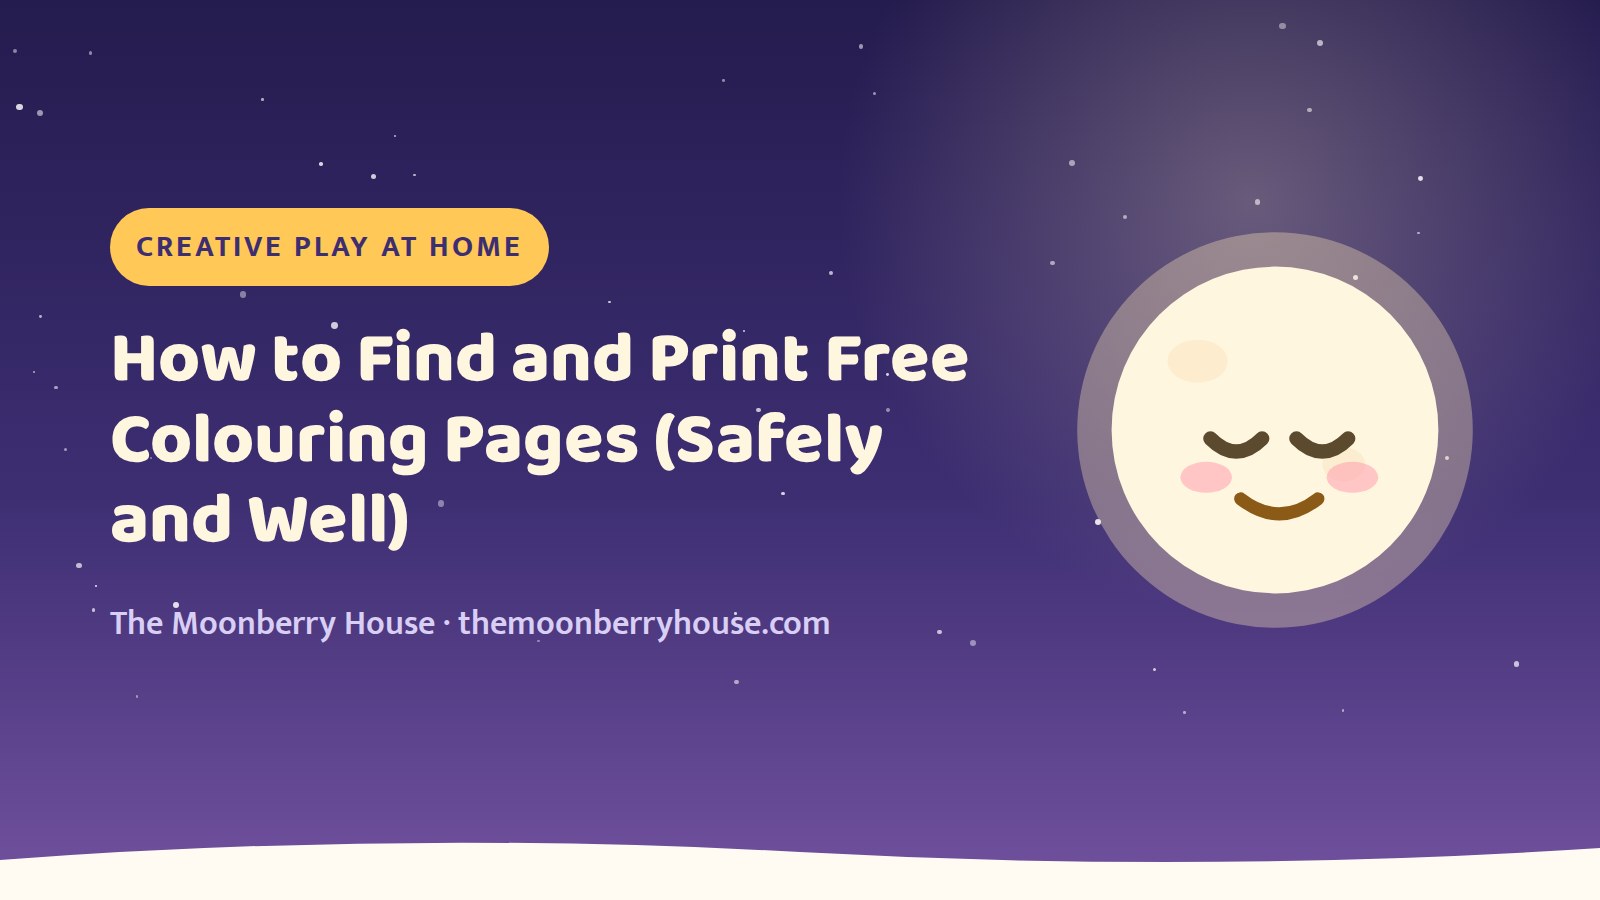 CREATIVE PLAY AT HOME
How to Find and Print Free
Colouring Pages (Safely
and Well)
The Moonberry House · themoonberryhouse.com